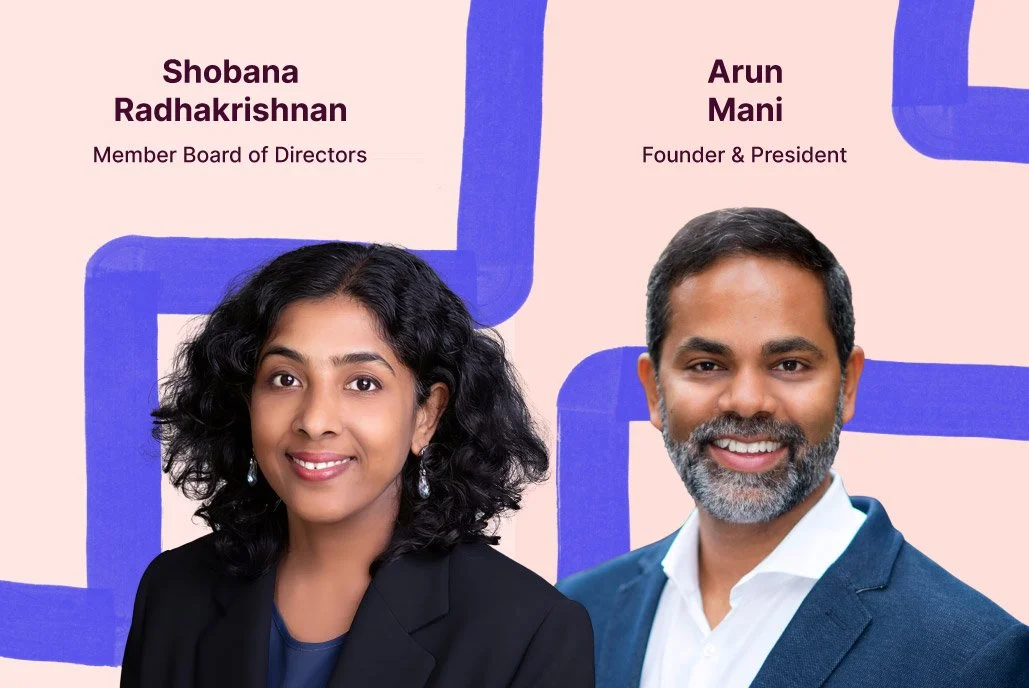 Shobana
Radhakrishnan
Member Board of Directors
Arun
Mani
Founder & President